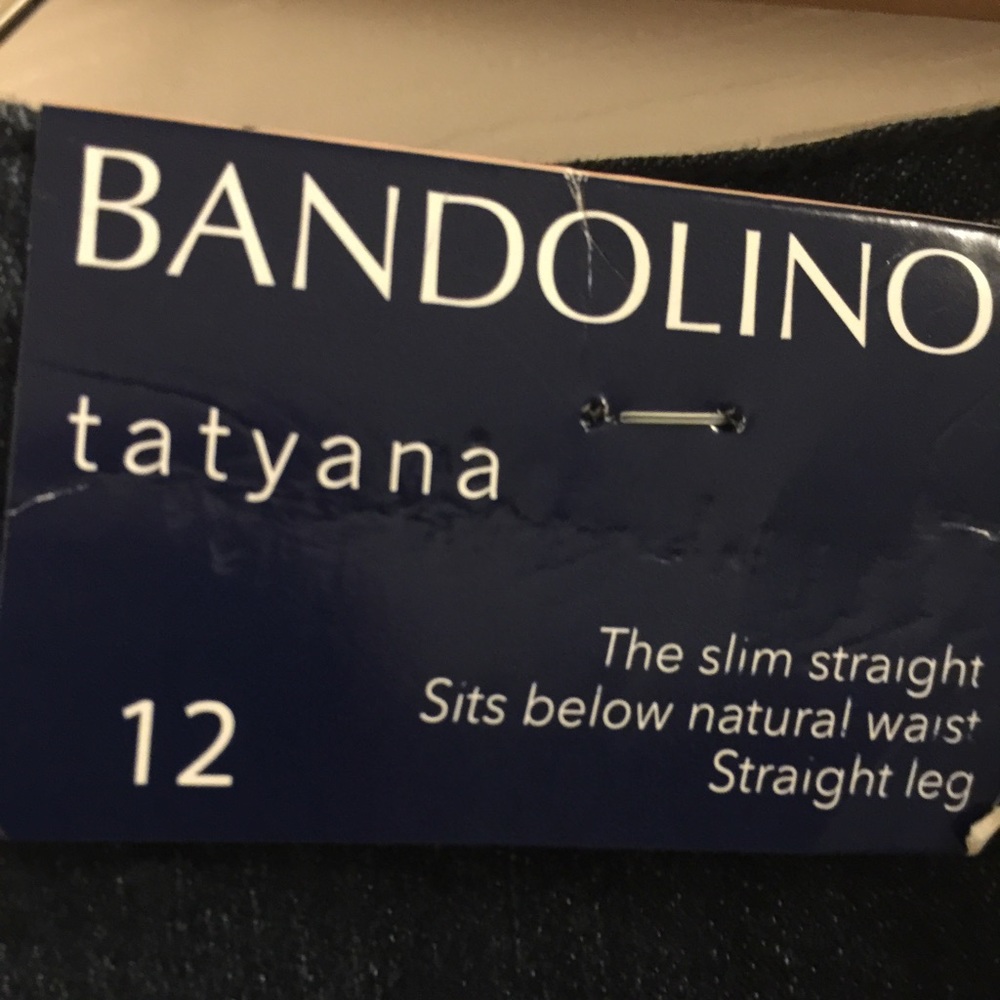 BANDOLINO
tatyana
The slim straight
Sits below natural waist
Straight leg
12